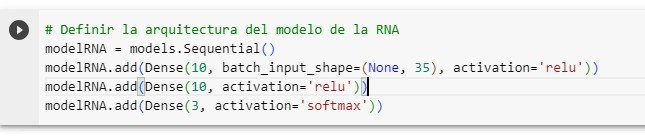 # Definir la arquitectura del modelo de la RNA
modelRNA = models.Sequential()
modelRNA.add(Dense(10, batch_input_shape=(None, 35), activation='relu'))
modelRNA.add(Dense(10, activation='relu'))
modelRNA.add(Dense(3, activation='softmax'))